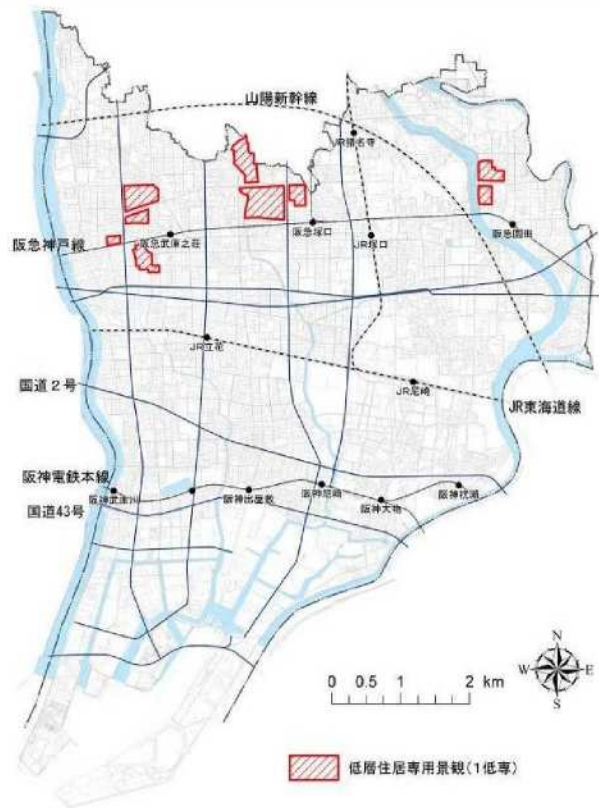 山陽新幹線
JR猪名寺
阪急神戸線
阪急武庫之荘
阪急塚口
JR塚口
阪急園田
JR立花
国道2号
JR尼崎
JR東海道線
阪神電鉄本線
阪神武庫川
阪神出屋敷
阪神尼崎
阪神大物
阪神杭瀬
国道43号
N
W E
S
0 0.5 1 2 km
低層住居専用景観(1低専)